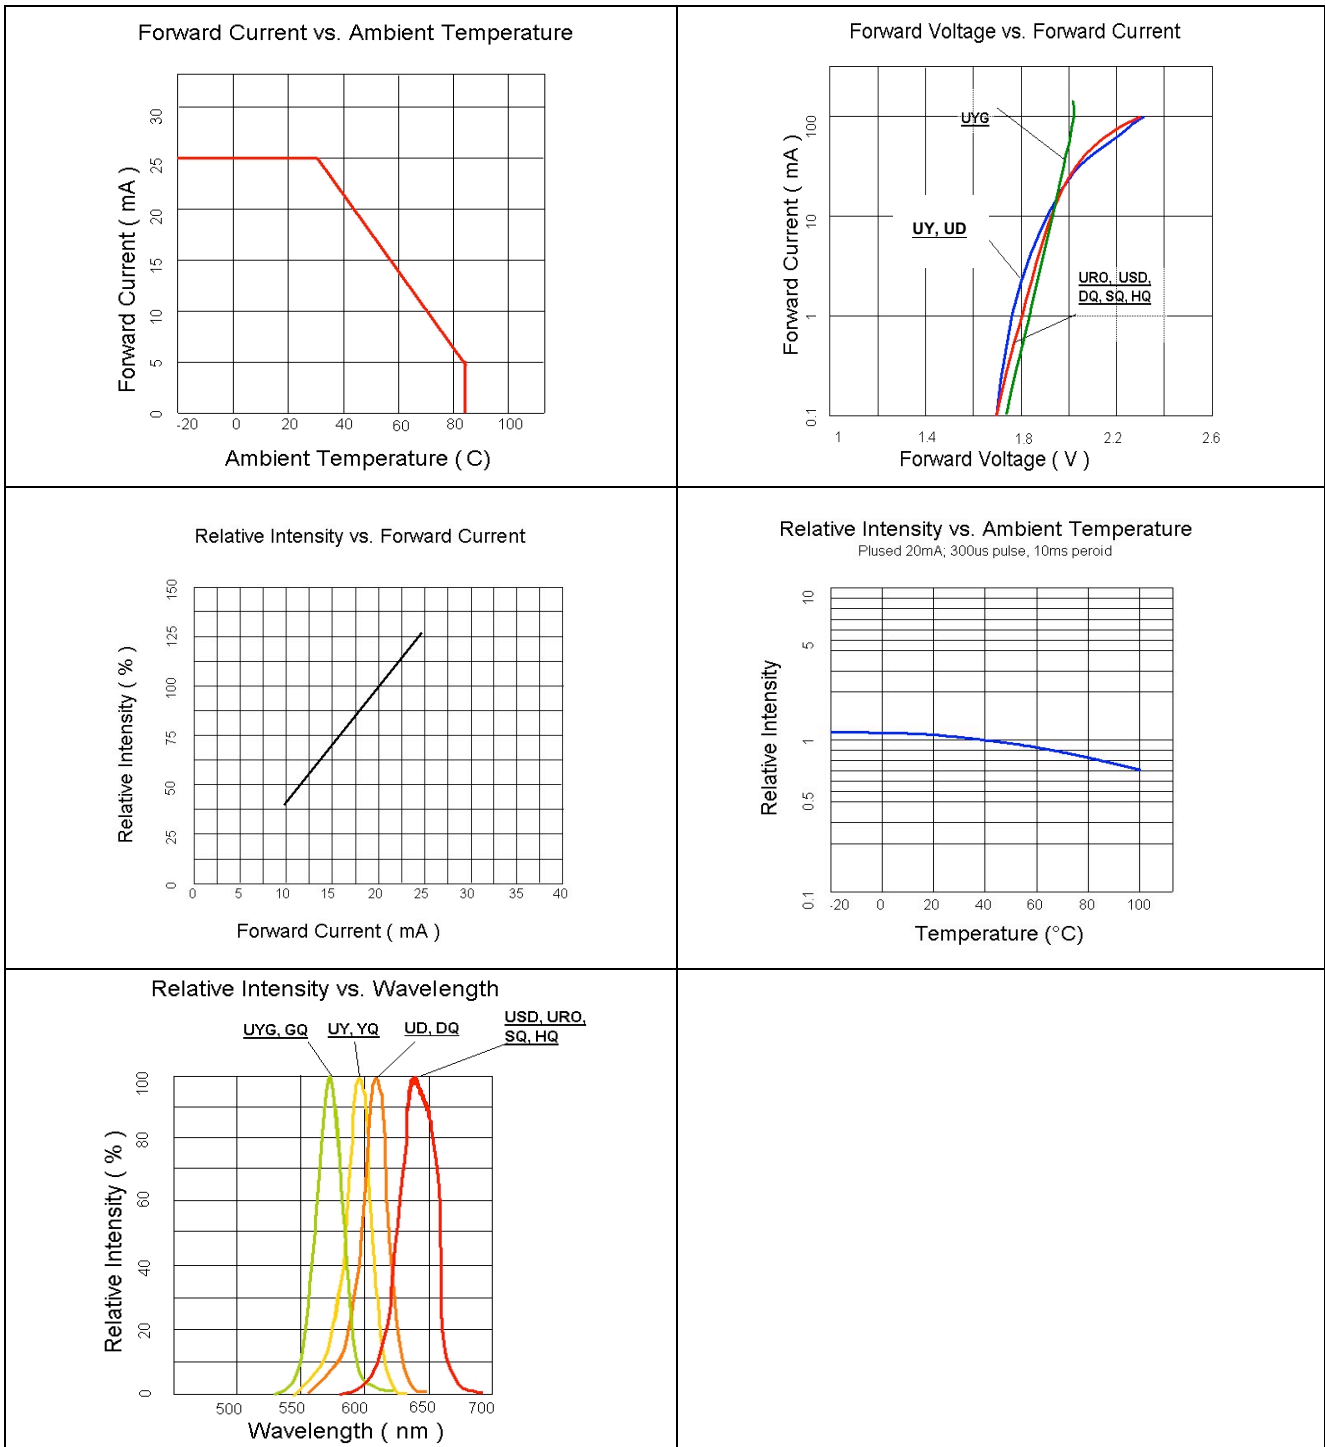 Forward Current vs. Ambient Temperature
30
25
20
15
10
5
0
Forward Current ( mA )
-20 0 20 40 60 80 100
Ambient Temperature ( C)
Forward Voltage vs. Forward Current
UYG
UY, UD
URO, USD,
DQ, SQ, HQ
100
10
1
0.1
Forward Current ( mA )
1 1.4 1.8 2.2 2.6
Forward Voltage ( V )
Relative Intensity vs. Forward Current
150
125
100
75
50
25
0
Relative Intensity ( % )
0 5 10 15 20 25 30 35 40
Forward Current ( mA )
Relative Intensity vs. Ambient Temperature
Plused 20mA; 300us pulse, 10ms peroid
10
5
1
0.5
0.1
Relative Intensity
-20 0 20 40 60 80 100
Temperature (°C)
Relative Intensity vs. Wavelength
UYG, GQ
UY, YQ
UD, DQ
USD, URO,
SQ, HQ
100
80
60
40
20
0
Relative Intensity ( % )
500 550 600 650 700
Wavelength ( nm )